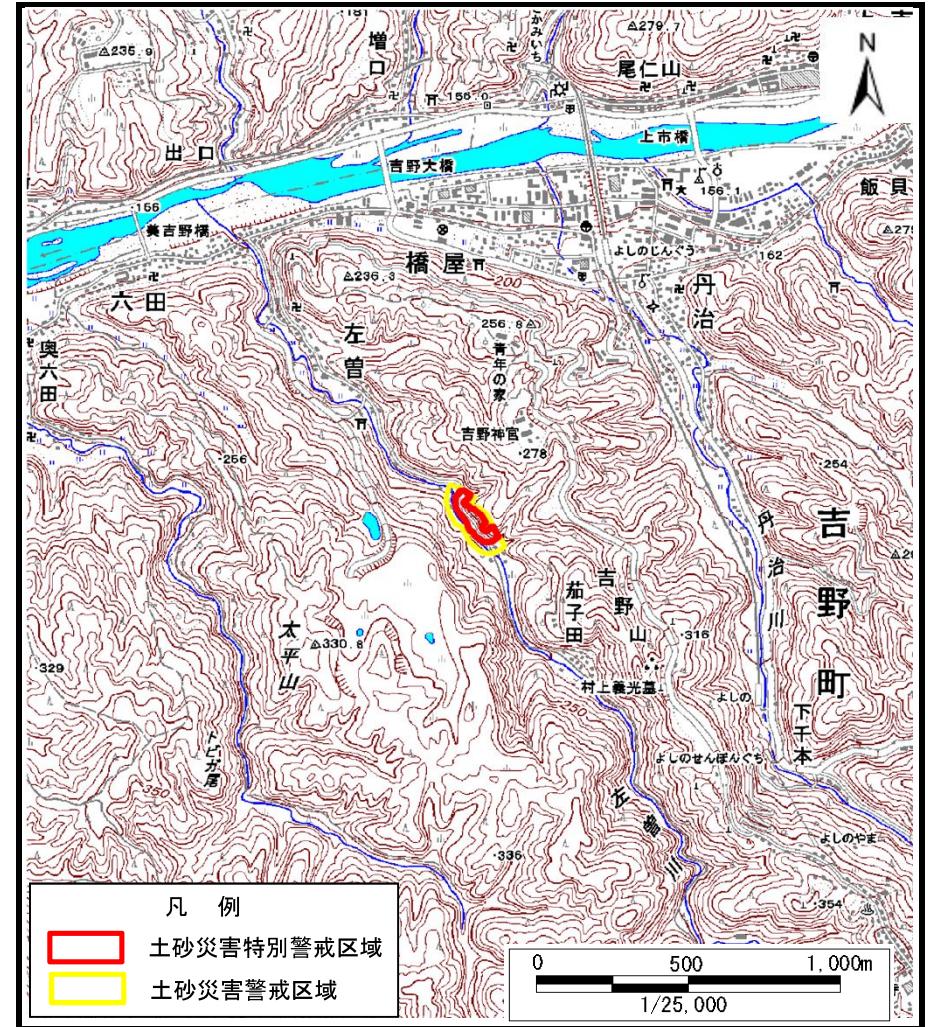 181
かみいち
△279.7
N
△235.9
増口
尾仁山
156.0
出口
上市橋
吉野大橋
156.1
飯貝
・156
美吉野橋
よしのじんぐう
162
橋屋
△236.3
200
丹治
六田
256.8△
左曽
青年の家
奥六田
吉野神宮
・278
・256
・254
丹治川
吉野町
吉野山
茄子田
太平山
△330.8
・316
・329
村上義光墓
よしの
250
下千本
トビガ尾
よしのせんぼんぐち
350
左曽川
よしのやま
・336
・354
凡 例
土砂災害特別警戒区域
土砂災害警戒区域
0 500 1,000m
1/25,000